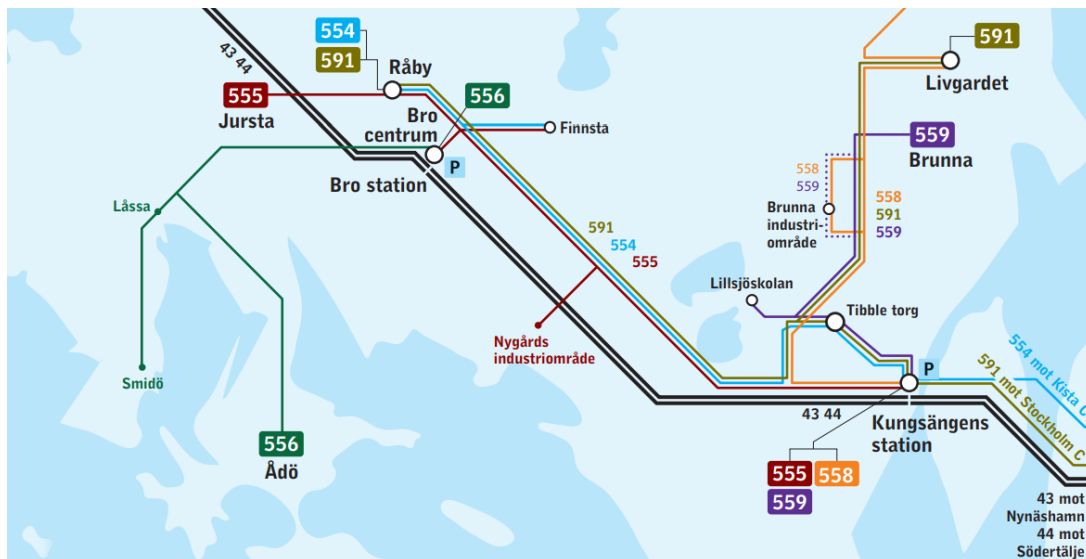 43 44
554
591
Råby
555
Jursta
556
Bro
centrum
Finnsta
P
Bro station
Låssa
Smidö
556
Ådö
591
554
555
Nygårds
industriområde
591
Livgardet
559
Brunna
558
559
558
591
559
Brunna
industri-
område
Lillsjöskolan
Tibble torg
P
43 44
Kungsängens
station
555 558
559
554 mot Kista C
591 mot Stockholm C
43 mot
Nynäshamn
44 mot
Södertälje